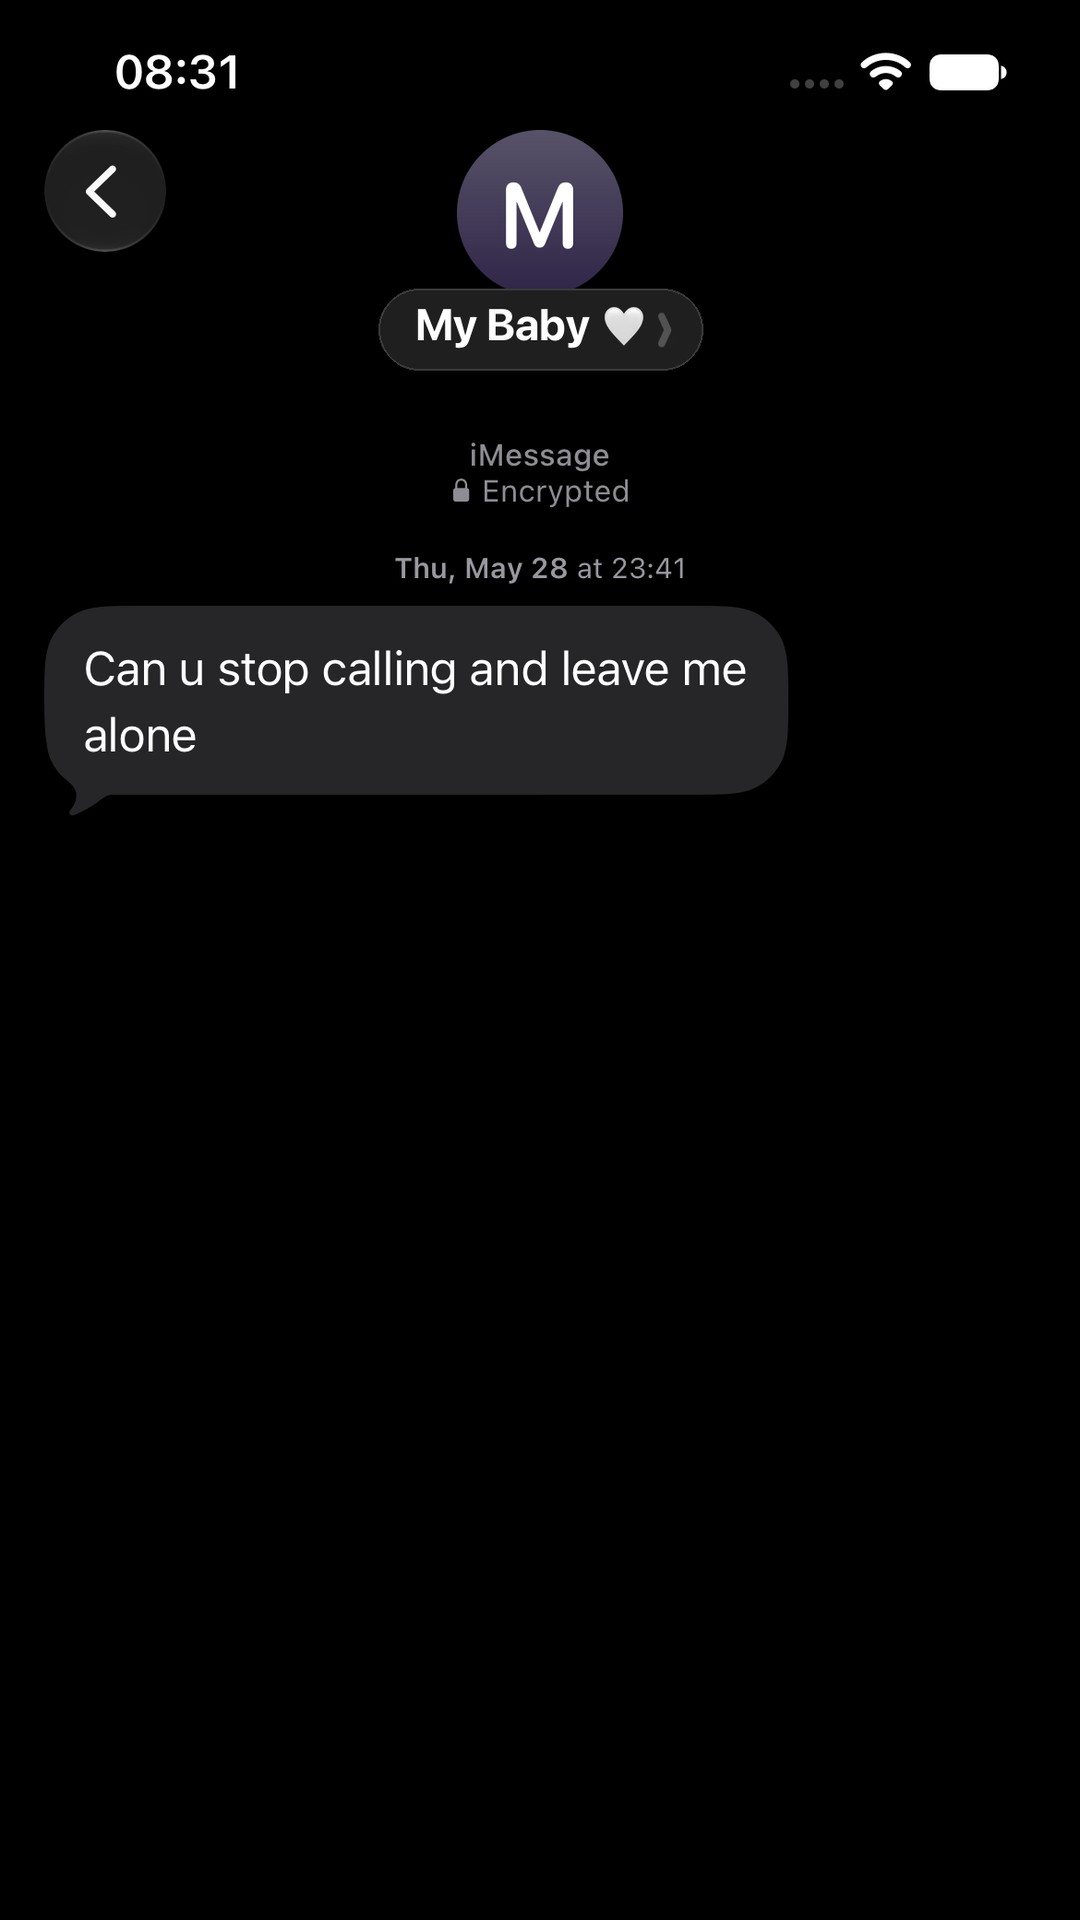 08:31
M
My Baby 🤍
iMessage
Encrypted
Thu, May 28 at 23:41
Can u stop calling and leave me
alone